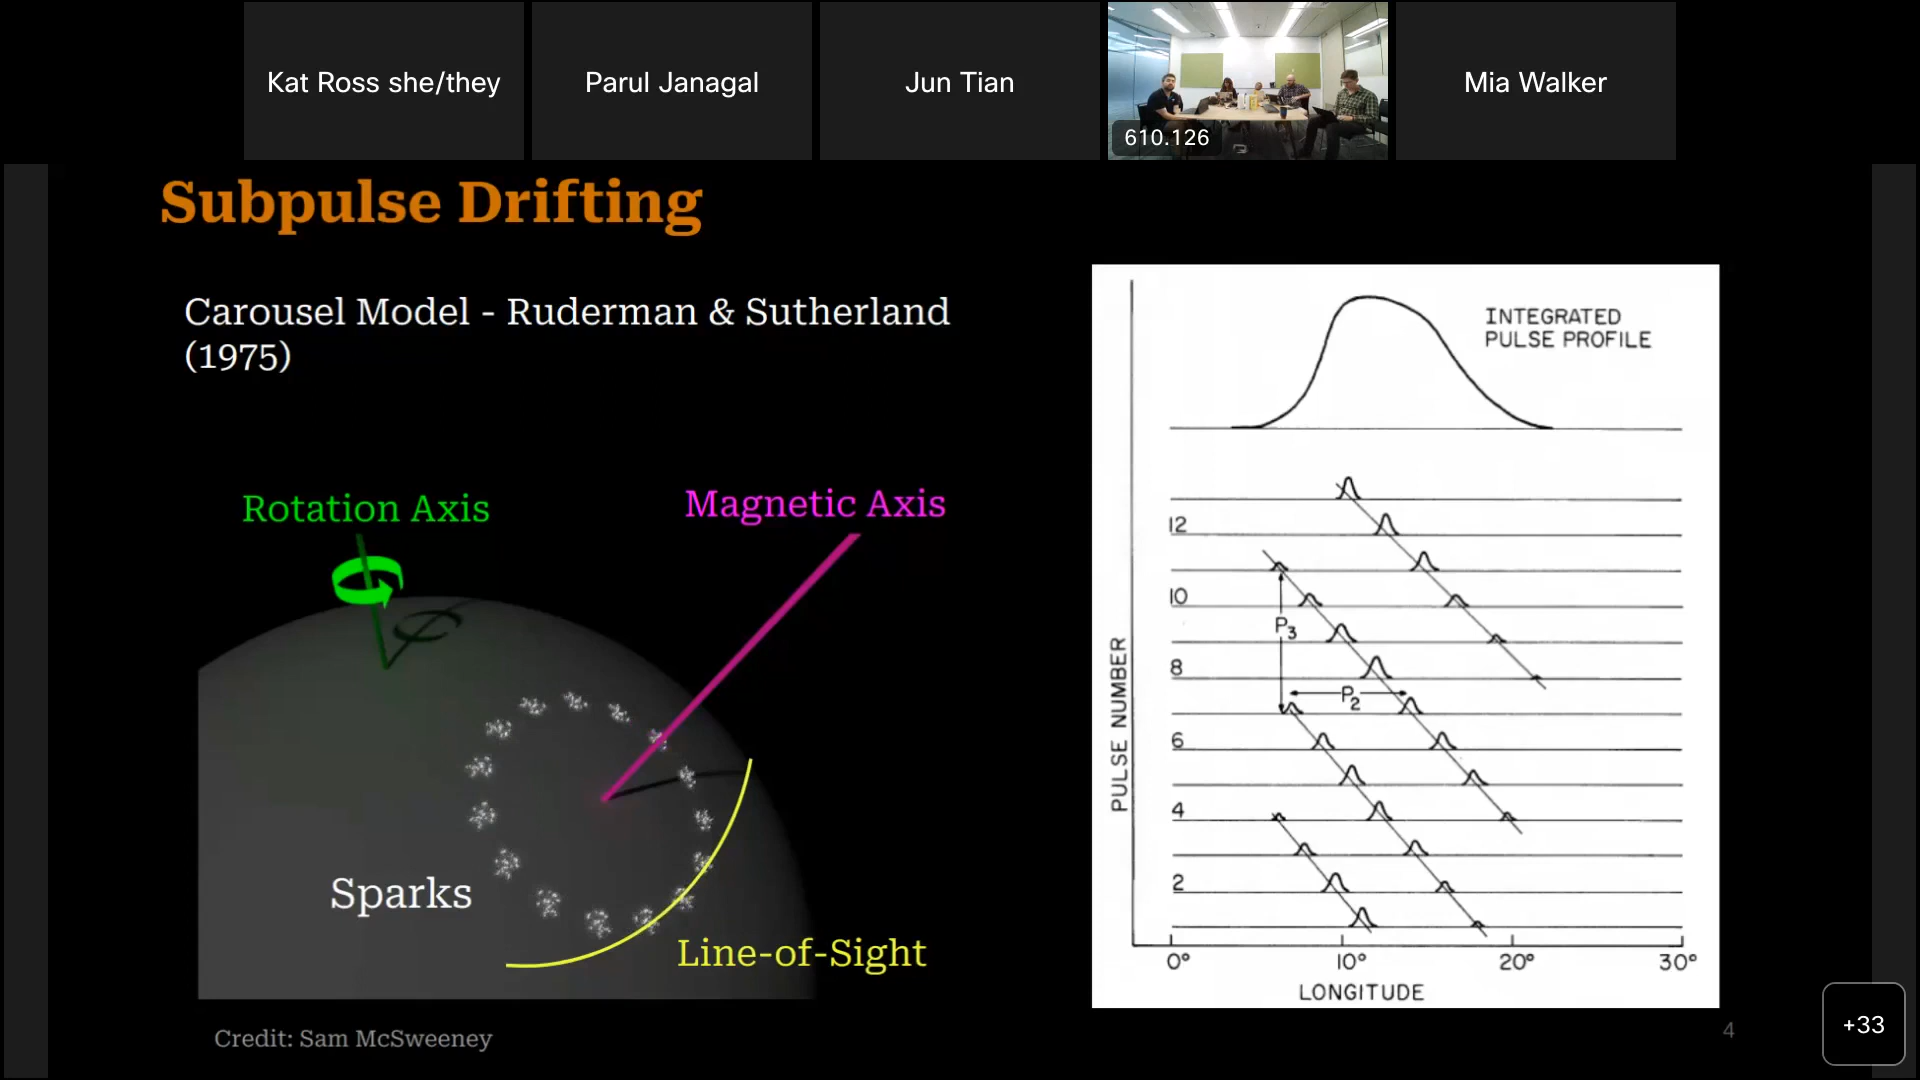 Kat Ross she/they
Parul Janagal
Jun Tian
610.126
Mia Walker
Subpulse Drifting
Carousel Model - Ruderman & Sutherland
(1975)
Rotation Axis
Magnetic Axis
Sparks
Line-of-Sight
Credit: Sam McSweeney
INTEGRATED
PULSE PROFILE
PULSE NUMBER
12
10
P3
8
P2
6
4
2
0° 10° 20° 30°
LONGITUDE
4
+33